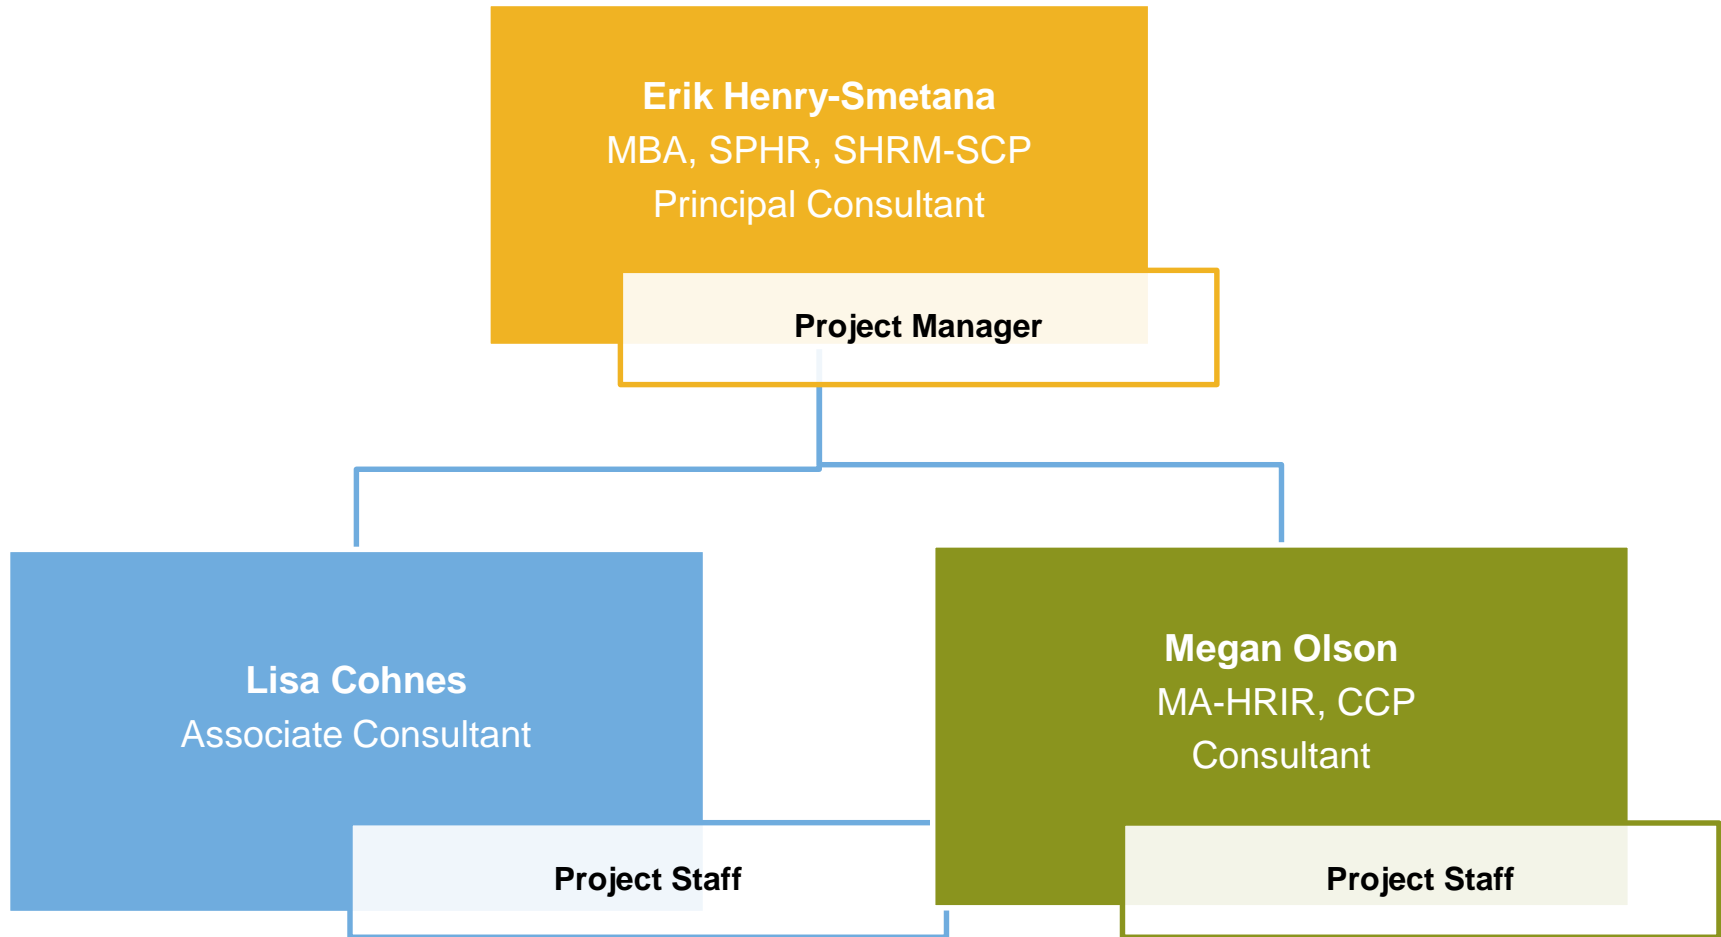 Erik Henry-Smetana
MBA, SPHR, SHRM-SCP
Principal Consultant
Project Manager
Lisa Cohnes
Associate Consultant
Project Staff
Megan Olson
MA-HRIR, CCP
Consultant
Project Staff